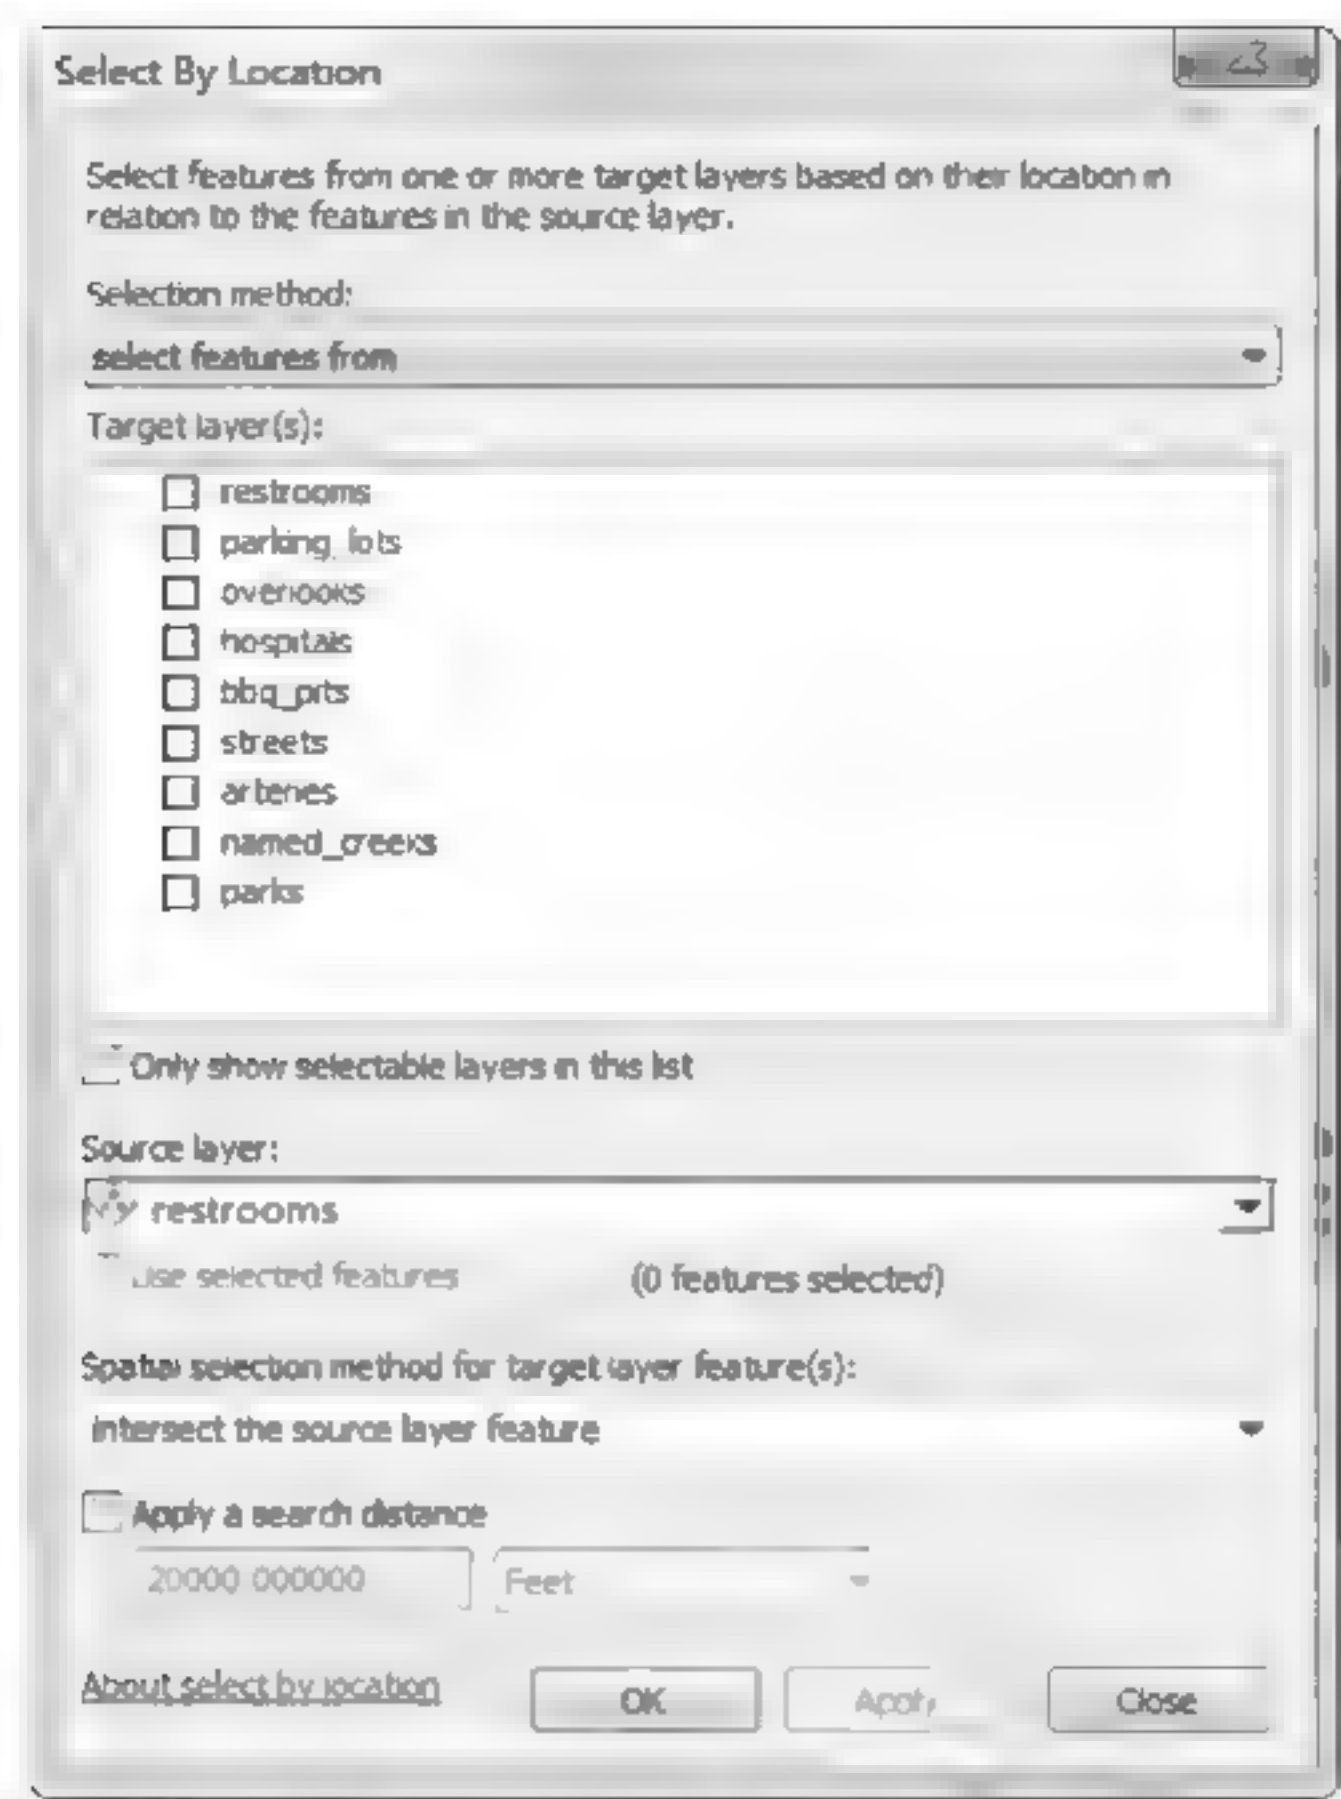 Select By Location
Select features from one or more target layers based on their location in
relation to the features in the source layer.
Selection method:
select features from
Target layer(s):
restrooms
parking_lots
overlooks
hospitals
bbq_pits
streets
arteries
named_creeks
parks
Only show selectable layers in this list
Source layer:
restrooms
Use selected features (0 features selected)
Spatial selection method for target layer feature(s):
intersect the source layer feature
Apply a search distance
20000.000000 Feet
About select by location OK Apply Close